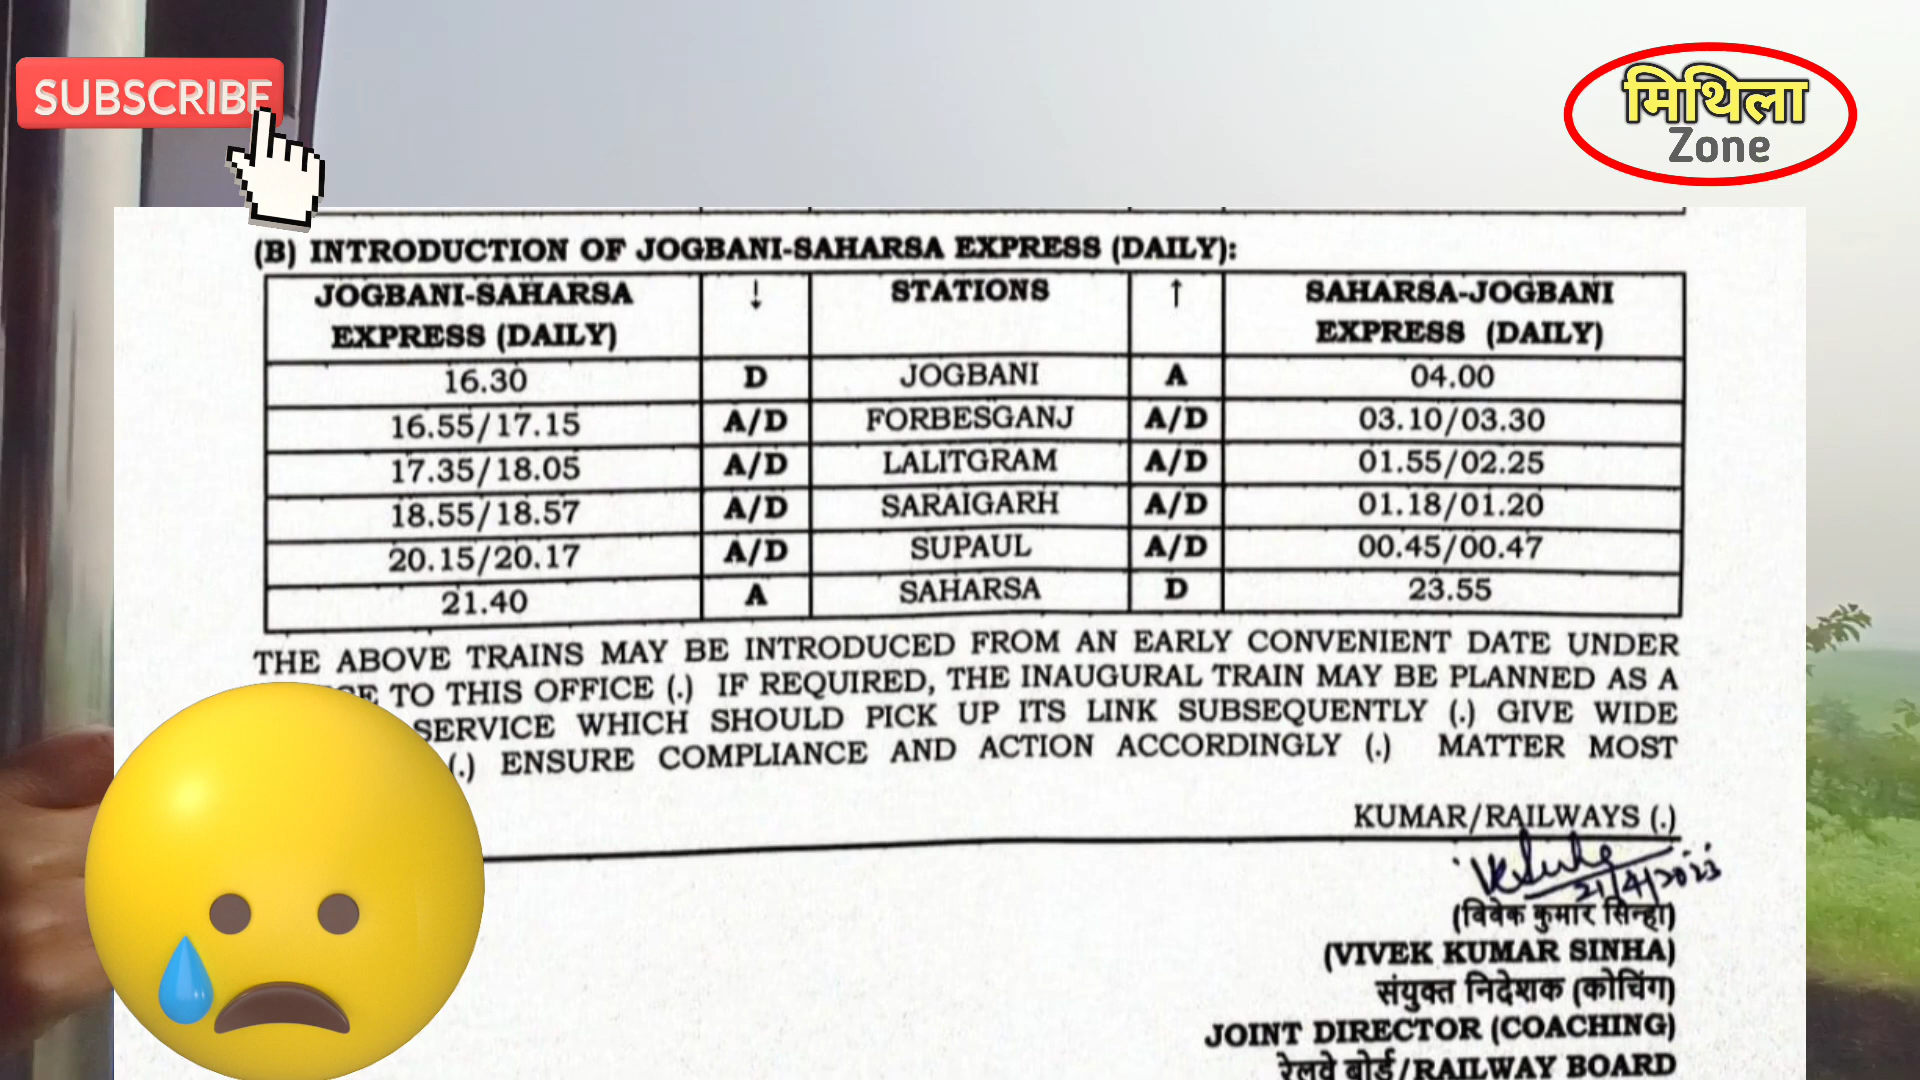 SUBSCRIBE
मिथिला
Zone
(B) INTRODUCTION OF JOGBANI-SAHARSA EXPRESS (DAILY):
JOGBANI-SAHARSA EXPRESS (DAILY) ↓ STATIONS ↑ SAHARSA-JOGBANI EXPRESS (DAILY)
16.30 D JOGBANI A 04.00
16.55/17.15 A/D FORBESGANJ A/D 03.10/03.30
17.35/18.05 A/D LALITGRAM A/D 01.55/02.25
18.55/18.57 A/D SARAIGARH A/D 01.18/01.20
20.15/20.17 A/D SUPAUL A/D 00.45/00.47
21.40 A SAHARSA D 23.55
THE ABOVE TRAINS MAY BE INTRODUCED FROM AN EARLY CONVENIENT DATE UNDER
TO THIS OFFICE (.) IF REQUIRED, THE INAUGURAL TRAIN MAY BE PLANNED AS A
SERVICE WHICH SHOULD PICK UP ITS LINK SUBSEQUENTLY (.) GIVE WIDE
(.) ENSURE COMPLIANCE AND ACTION ACCORDINGLY (.) MATTER MOST
KUMAR/RAILWAYS (.)
21/4/2023
(विवेक कुमार सिन्हा)
(VIVEK KUMAR SINHA)
संयुक्त निदेशक (कोचिंग)
JOINT DIRECTOR (COACHING)
रेलवे बोर्ड/RAILWAY BOARD